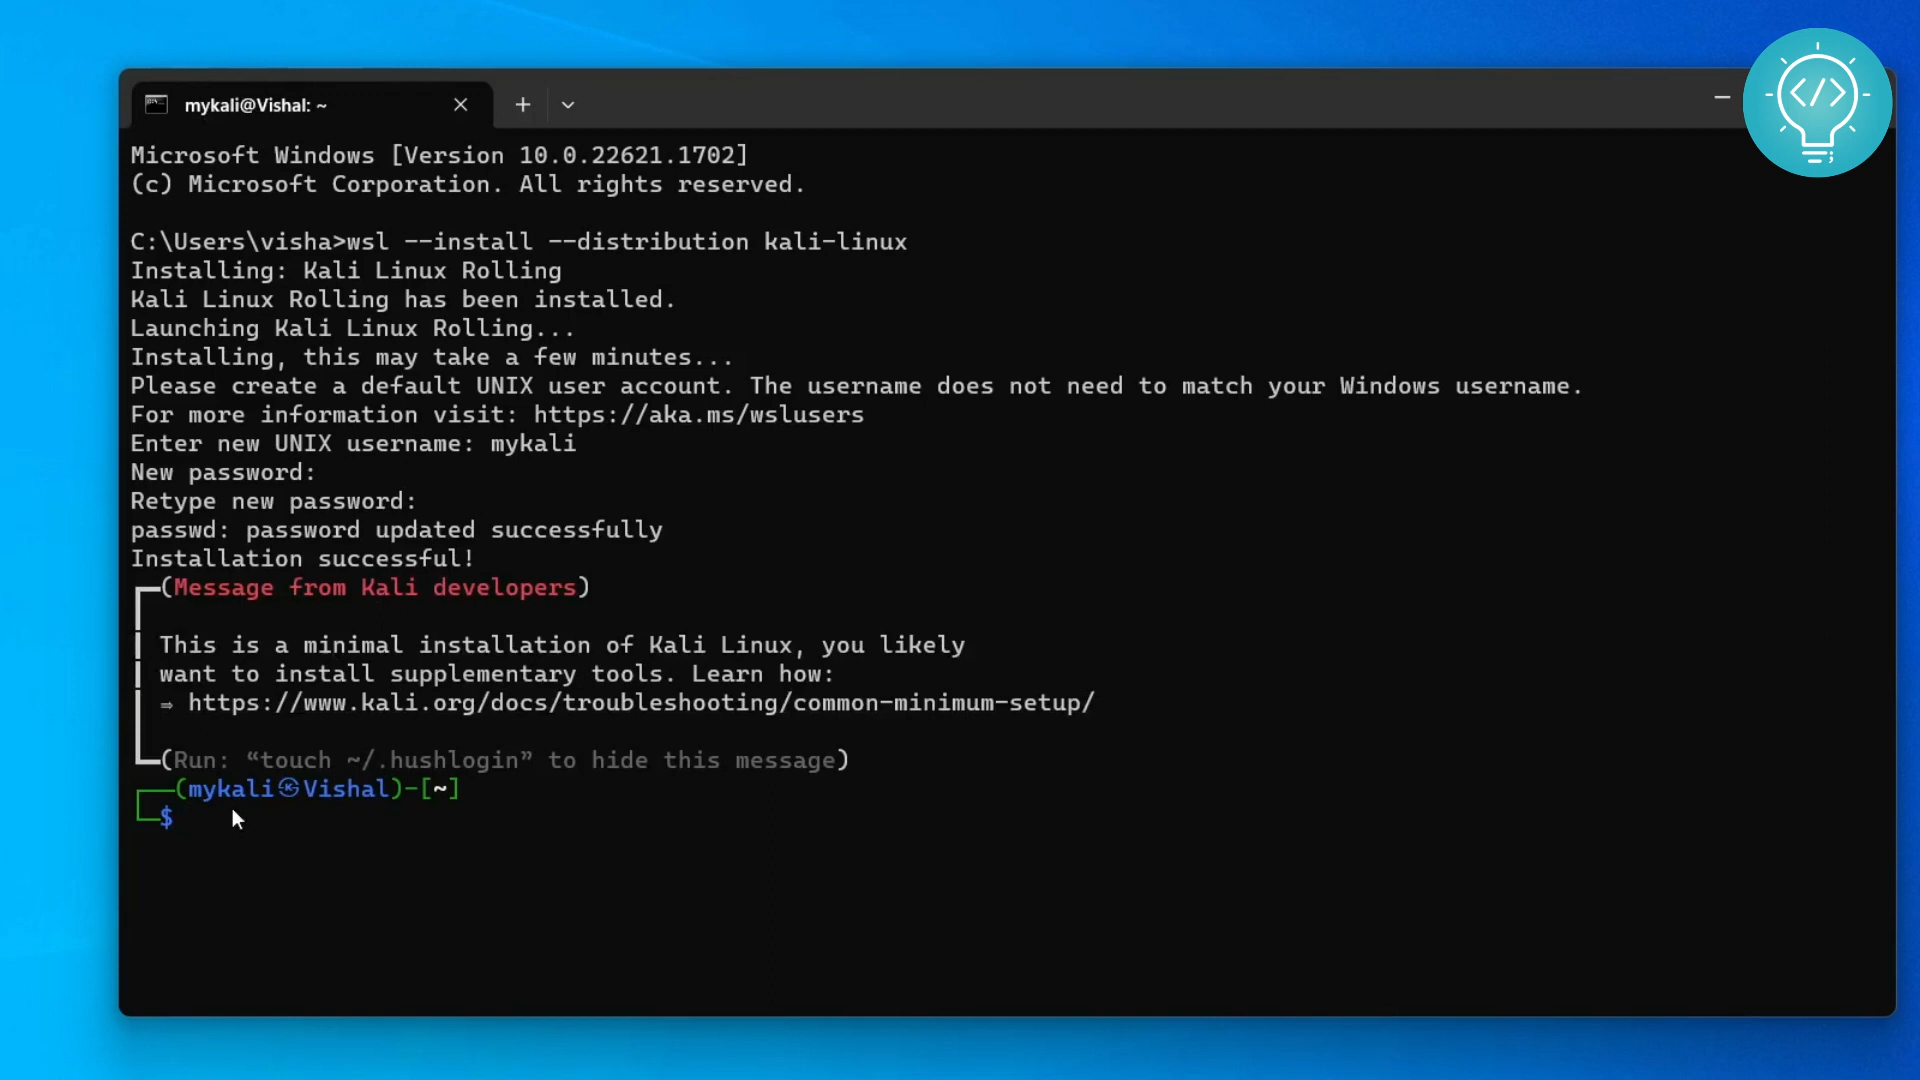 mykali@Vishal: ~
Microsoft Windows [Version 10.0.22621.1702]
(c) Microsoft Corporation. All rights reserved.
C:\Users\visha>wsl --install --distribution kali-linux
Installing: Kali Linux Rolling
Kali Linux Rolling has been installed.
Launching Kali Linux Rolling...
Installing, this may take a few minutes...
Please create a default UNIX user account. The username does not need to match your Windows username.
For more information visit: https://aka.ms/wslusers
Enter new UNIX username: mykali
New password:
Retype new password:
passwd: password updated successfully
Installation successful!
┏━(Message from Kali developers)
┃
┃ This is a minimal installation of Kali Linux, you likely
┃ want to install supplementary tools. Learn how:
┃ ⇒ https://www.kali.org/docs/troubleshooting/common-minimum-setup/
┃
┗━(Run: “touch ~/.hushlogin” to hide this message)
┌──(mykali㉿Vishal)-[~]
└─$